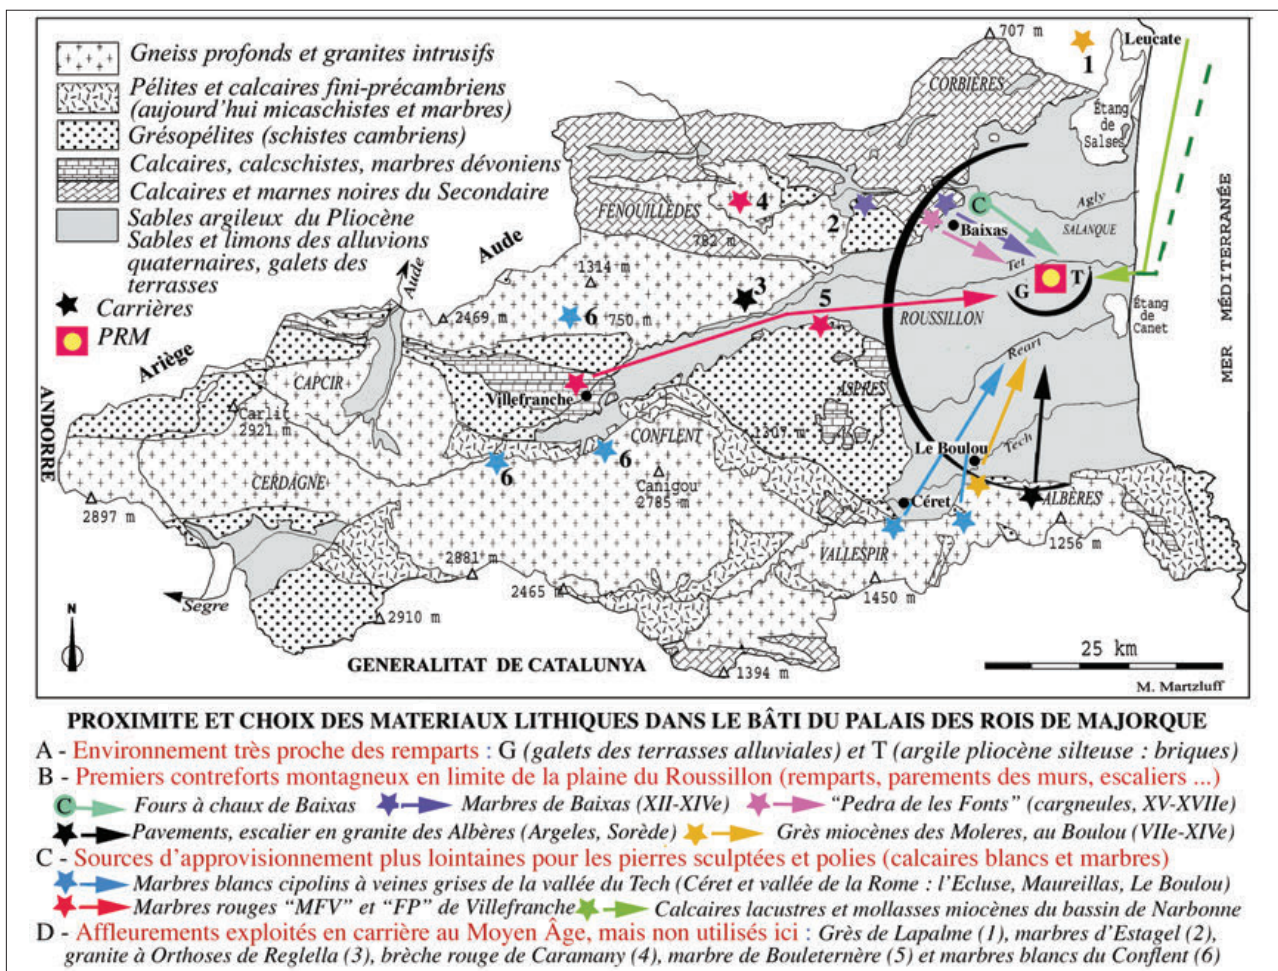 Gneiss profonds et granites intrusifs
Pélites et calcaires fini-précambriens
(aujourd'hui micaschistes et marbres)
Grésopélites (schistes cambriens)
Calcaires, calcschistes, marbres dévoniens
Calcaires et marnes noires du Secondaire
Sables argileux du Pliocène
Sables et limons des alluvions
quaternaires, galets des
terrasses
Carrières
PRM
707 m
1
Leucate
CORBIÈRES
Étang
de
Salses
MER MÉDITERRANÉE
FENOUILLÈDES
4
2
C
Baixas
Agly
SALANQUE
782 m
Aude
Aude
1314 m
3
Tet
G
T
5
ROUSSILLON
Étang
de
Canet
2469 m
6
750 m
Reart
Ariège
ANDORRE
CAPCIR
Villefranche
ASPRES
Carlit
2921 m
1307 m
CONFLENT
Le Boulou
Tech
6
6
CERDAGNE
Canigou
2785 m
Céret
ALBÈRES
2897 m
VALLESPIR
1256 m
2881 m
2465 m
1450 m
Segre
2910 m
N
GENERALITAT DE CATALUNYA
1394 m
25 km
M. Martzluff
PROXIMITE ET CHOIX DES MATERIAUX LITHIQUES DANS LE BÂTI DU PALAIS DES ROIS DE MAJORQUE
A - Environnement très proche des remparts : G (galets des terrasses alluviales) et T (argile pliocène silteuse : briques)
B - Premiers contreforts montagneux en limite de la plaine du Roussillon (remparts, parements des murs, escaliers ...)
C Fours à chaux de Baixas Marbres de Baixas (XII-XIVe) "Pedra de les Fonts" (cargneules, XV-XVIIe)
Pavements, escalier en granite des Albères (Argeles, Sorède) Grès miocènes des Moleres, au Boulou (VIIe-XIVe)
C - Sources d'approvisionnement plus lointaines pour les pierres sculptées et polies (calcaires blancs et marbres)
Marbres blancs cipolins à veines grises de la vallée du Tech (Céret et vallée de la Rome : l'Ecluse, Maureillas, Le Boulou)
Marbres rouges "MFV" et "FP" de Villefranche Calcaires lacustres et mollasses miocènes du bassin de Narbonne
D - Affleurements exploités en carrière au Moyen Âge, mais non utilisés ici : Grès de Lapalme (1), marbres d'Estagel (2),
granite à Orthoses de Reglella (3), brèche rouge de Caramany (4), marbre de Bouleternère (5) et marbres blancs du Conflent (6)